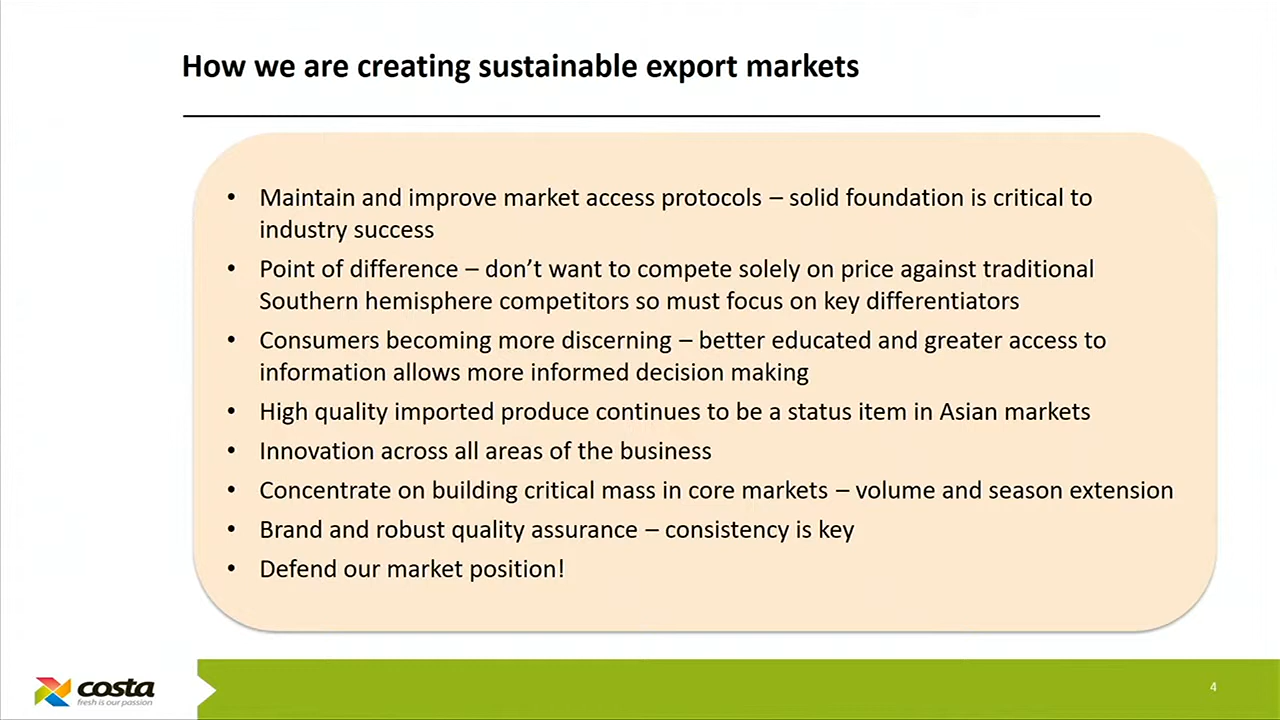 How we are creating sustainable export markets
• Maintain and improve market access protocols – solid foundation is critical to
industry success
• Point of difference – don’t want to compete solely on price against traditional
Southern hemisphere competitors so must focus on key differentiators
• Consumers becoming more discerning – better educated and greater access to
information allows more informed decision making
• High quality imported produce continues to be a status item in Asian markets
• Innovation across all areas of the business
• Concentrate on building critical mass in core markets – volume and season extension
• Brand and robust quality assurance – consistency is key
• Defend our market position!
costa
fresh is our passion
4